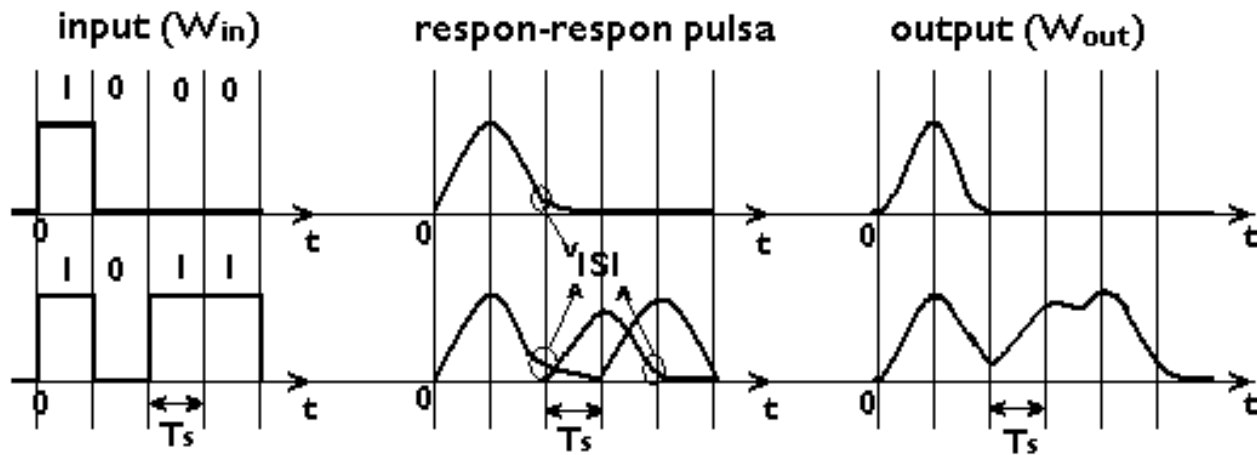 input (Win) respon-respon pulsa output (Wout)
1 0 0 0
0 t 0 t 0 t
ISI
1 0 1 1
0 t 0 t 0 t
Ts Ts Ts